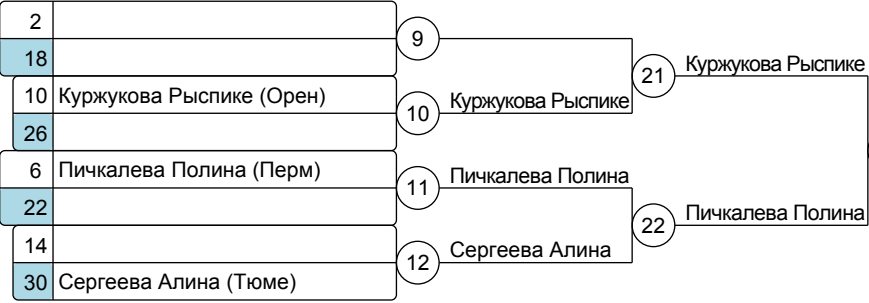 2
18
9
10 Куржукова Рыспике (Орен)
26
10
Куржукова Рыспике
21
Куржукова Рыспике
6 Пичкалева Полина (Перм)
22
11
Пичкалева Полина
14
30 Сергеева Алина (Тюме)
12
Сергеева Алина
22
Пичкалева Полина